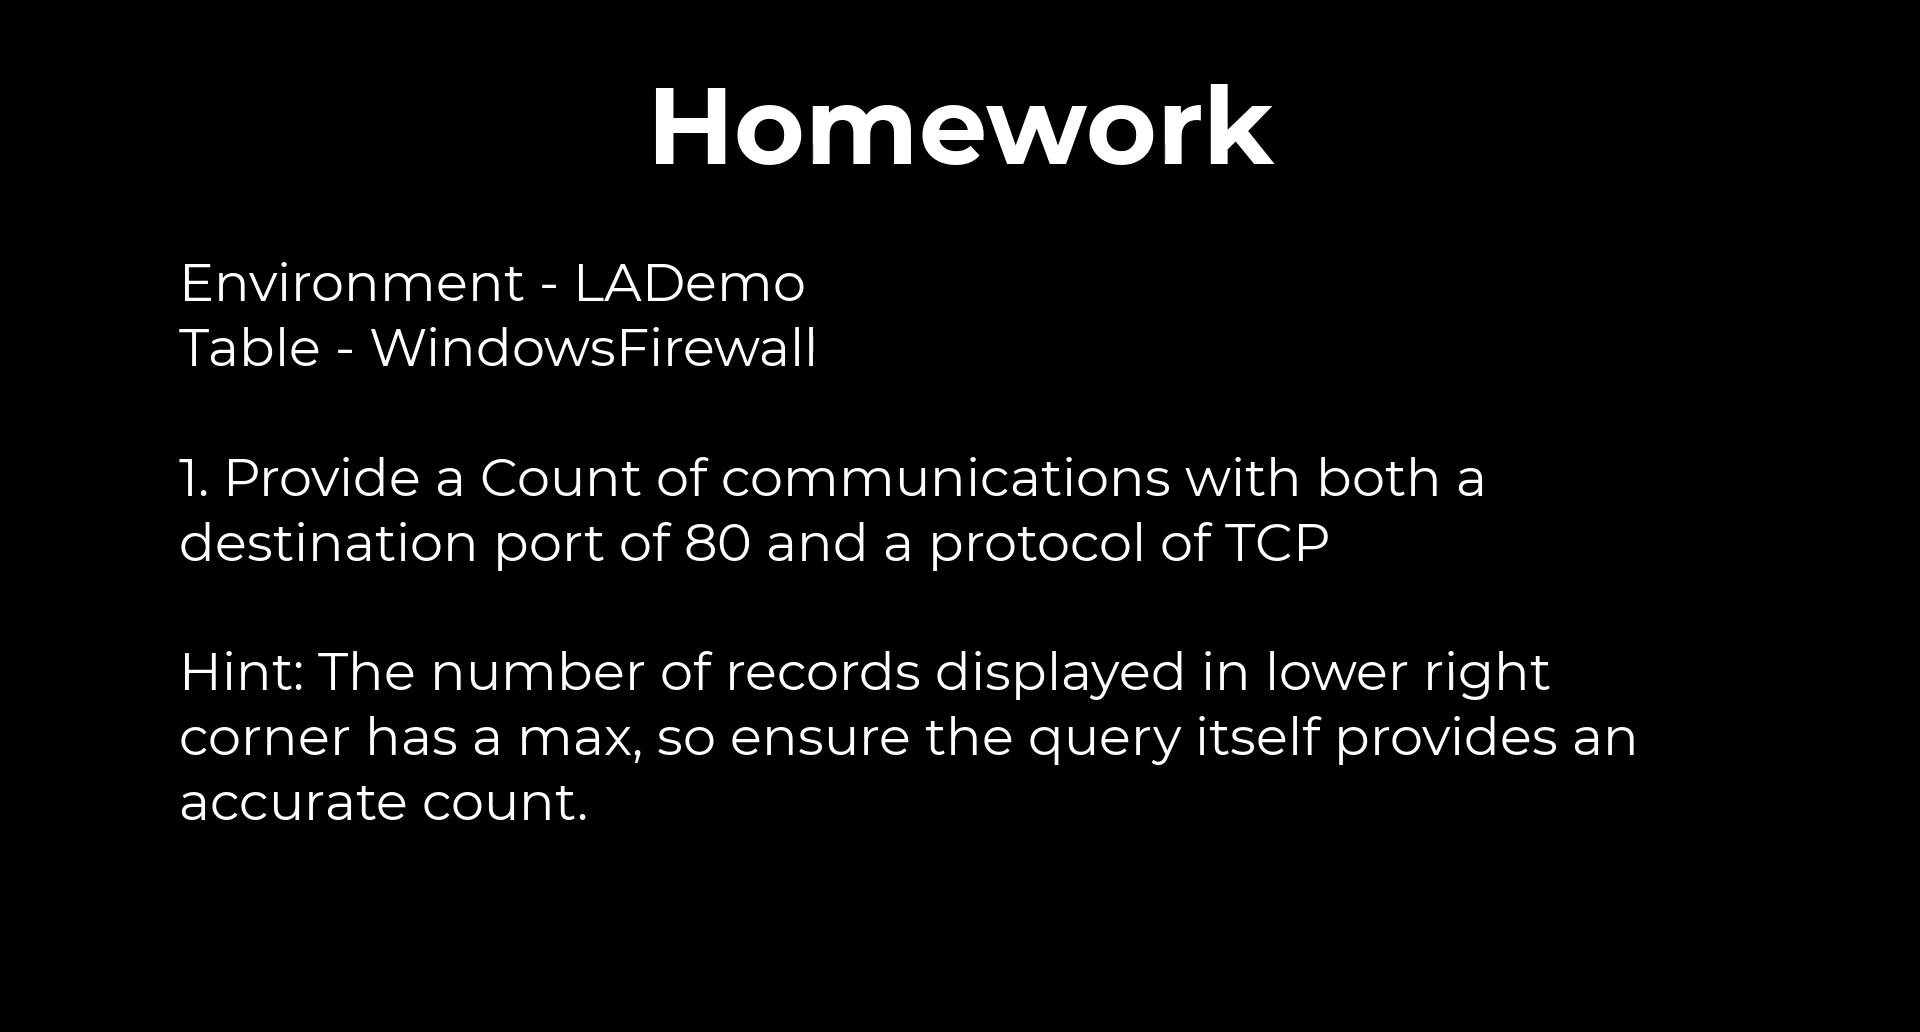 Homework
Environment - LADemo
Table - WindowsFirewall
1. Provide a Count of communications with both a
destination port of 80 and a protocol of TCP
Hint: The number of records displayed in lower right
corner has a max, so ensure the query itself provides an
accurate count.